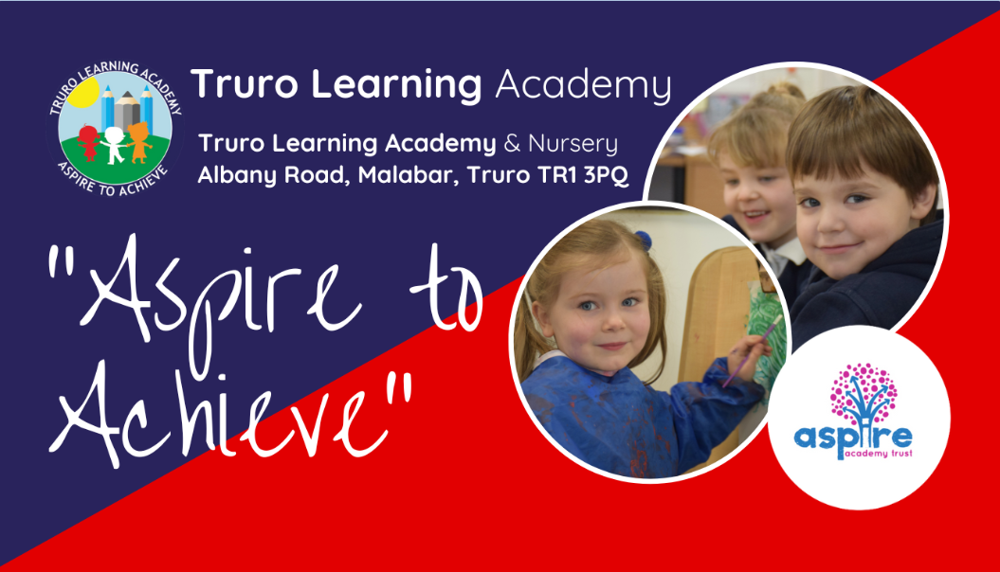 TRURO LEARNING ACADEMY
ASPIRE TO ACHIEVE
Truro Learning Academy
Truro Learning Academy & Nursery
Albany Road, Malabar, Truro TR1 3PQ
"Aspire to
Achieve"
aspire
academy trust